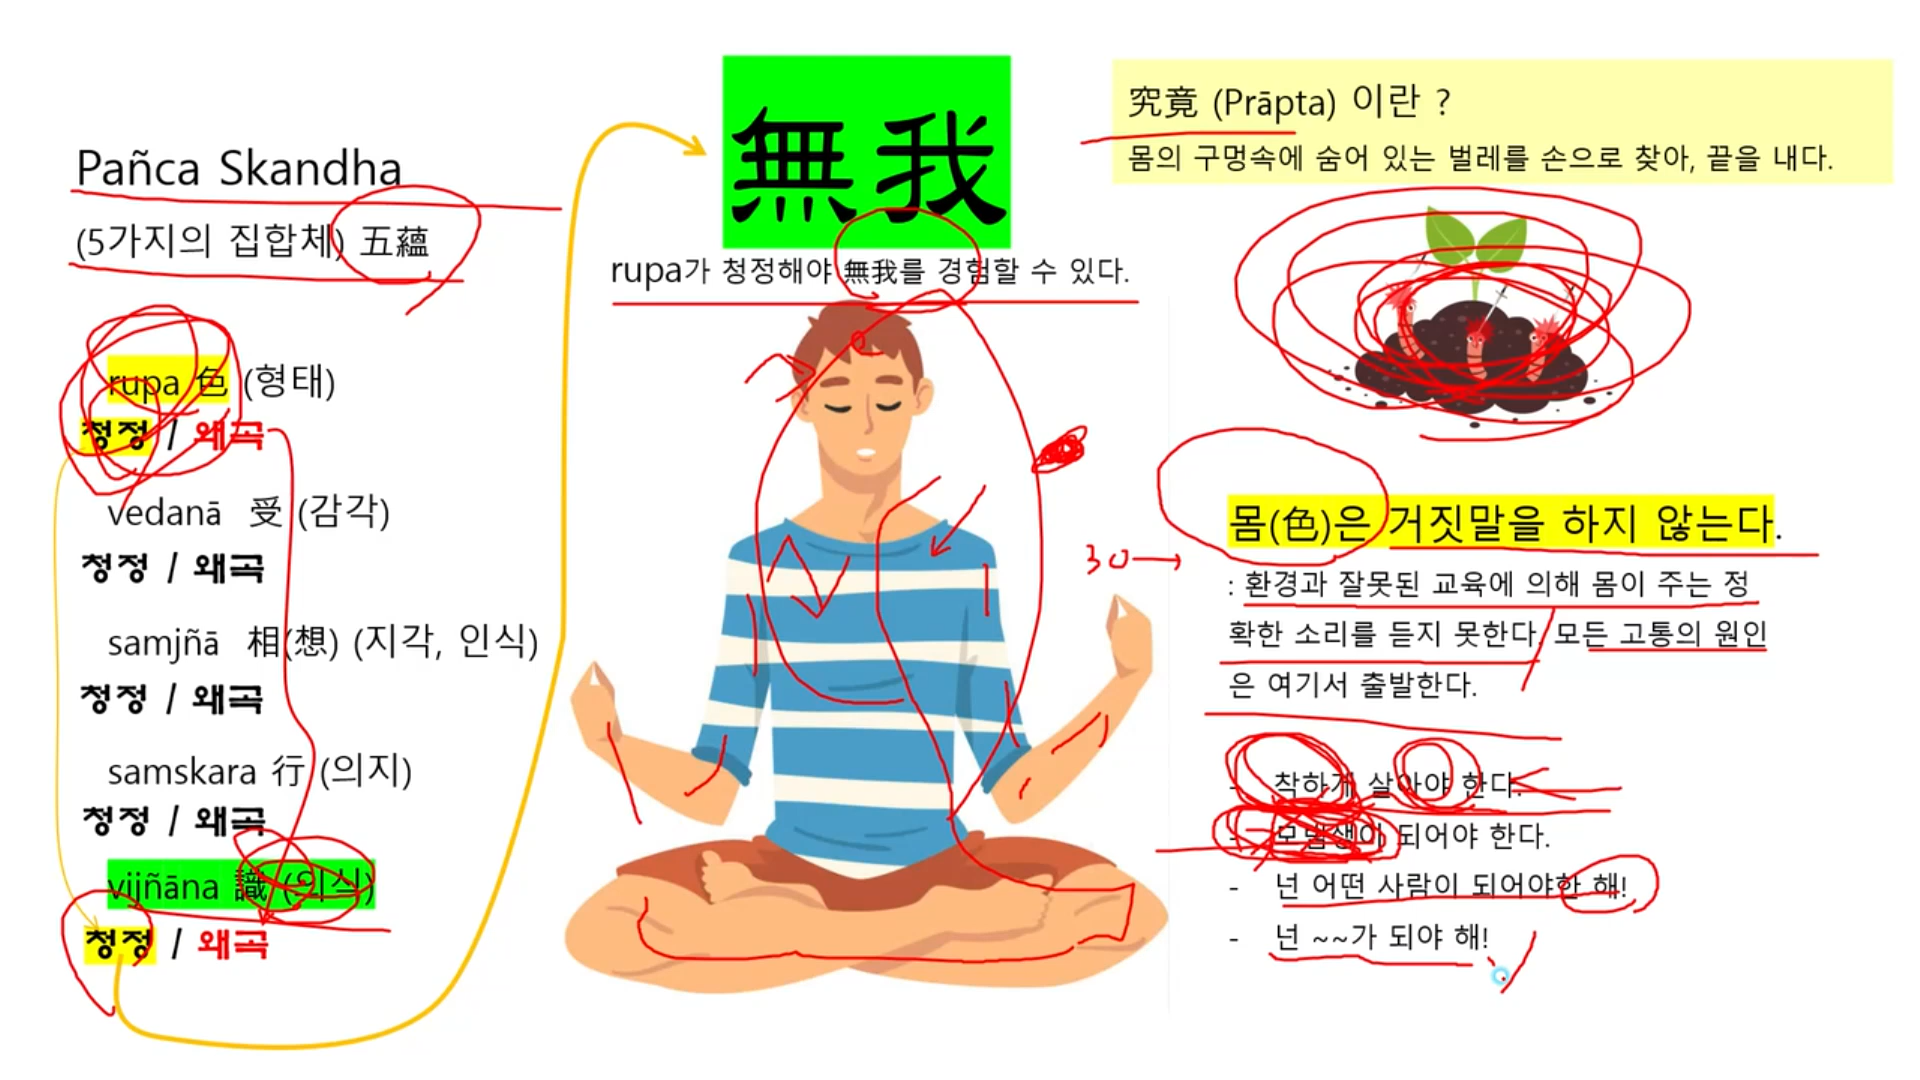 Pañca Skandha
(5가지의 집합체) 五蘊
rupa 色 (형태)
청정 / 왜곡
vedanā 受 (감각)
청정 / 왜곡
samjñā 相(想) (지각, 인식)
청정 / 왜곡
samskara 行 (의지)
청정 / 왜곡
vijñāna 識 (의식)
청정 / 왜곡
無我
rupa가 청정해야 無我를 경험할 수 있다.
究竟 (Prāpta) 이란 ?
몸의 구멍속에 숨어 있는 벌레를 손으로 찾아, 끝을 내다.
30
몸(色)은 거짓말을 하지 않는다.
: 환경과 잘못된 교육에 의해 몸이 주는 정
확한 소리를 듣지 못한다. 모든 고통의 원인
은 여기서 출발한다.
- 착하게 살아야 한다.
- 모범생이 되어야 한다.
- 넌 어떤 사람이 되어야한 해!
- 넌 ~~가 되야 해!